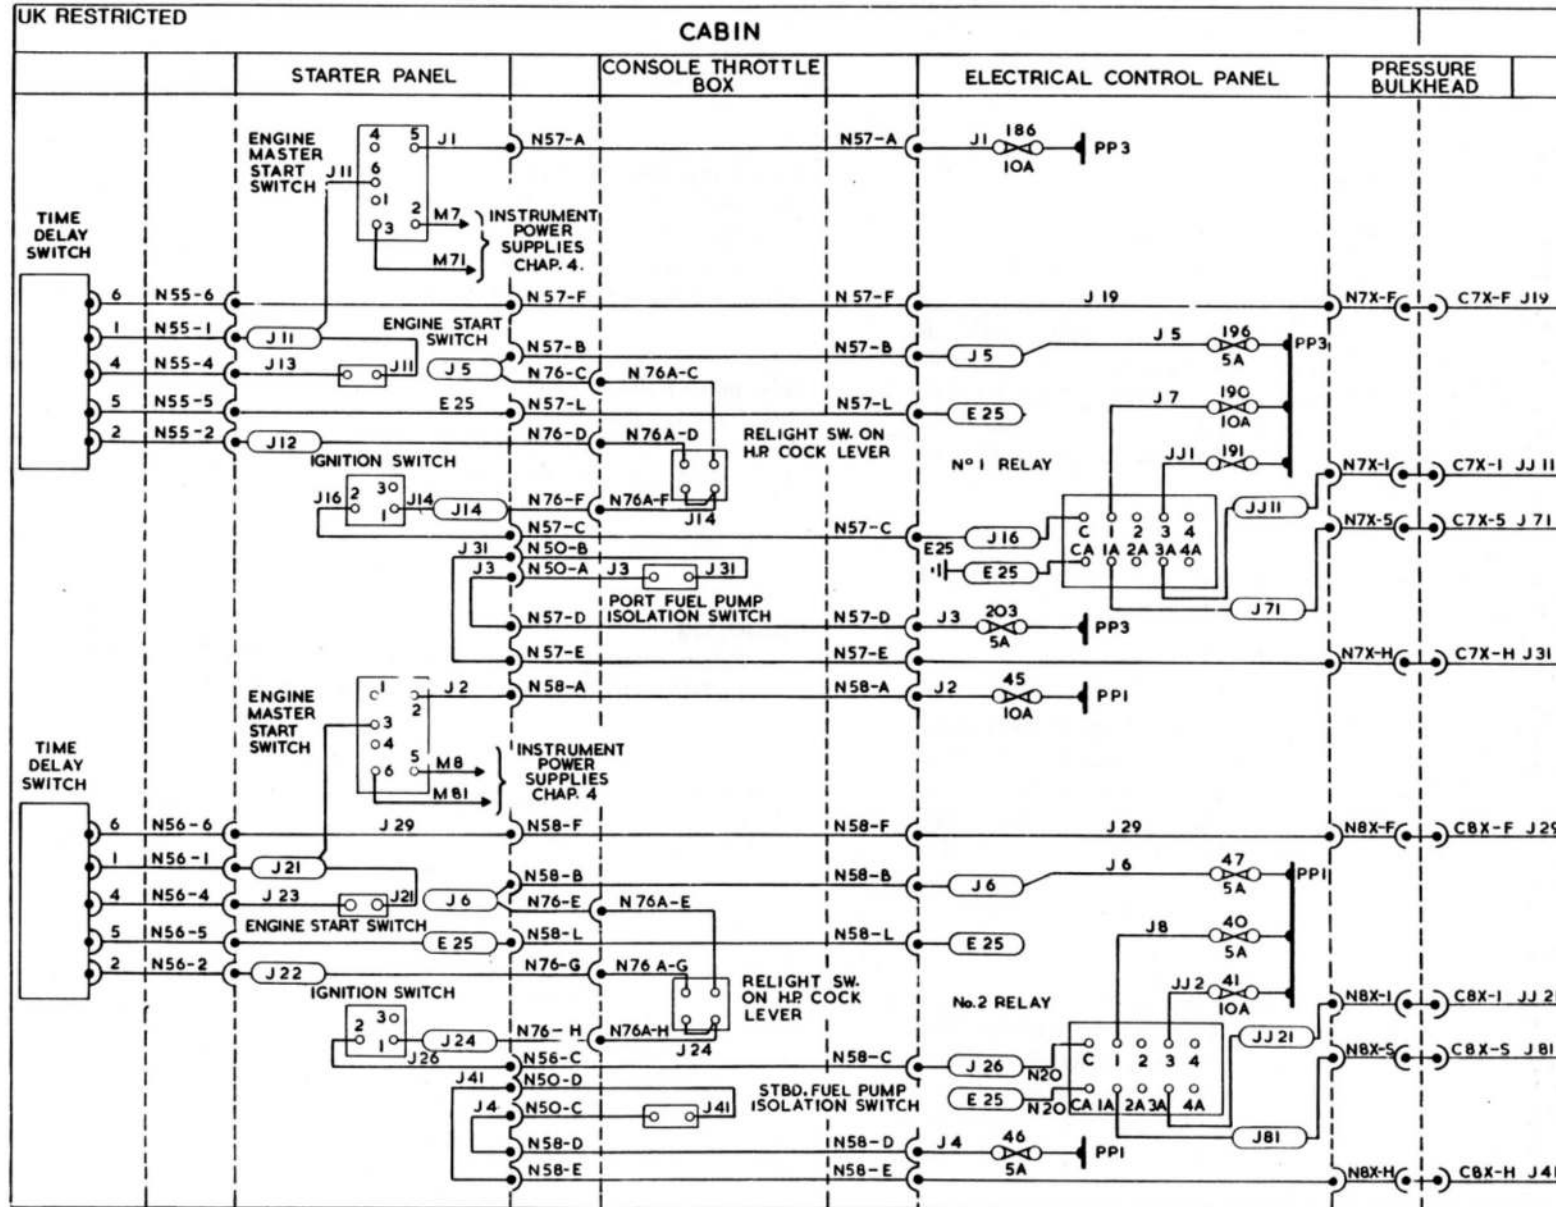 UK RESTRICTED
CABIN
STARTER PANEL
CONSOLE THROTTLE
BOX
ELECTRICAL CONTROL PANEL
PRESSURE
BULKHEAD
ENGINE
MASTER
START
SWITCH
4 5
6
1
3 2
J1 N57-A N57-A J1 186
10A
PP3
J11
M7
M71
INSTRUMENT
POWER
SUPPLIES
CHAP. 4.
TIME
DELAY
SWITCH
6 N55-6 N57-F N57-F J19 N7X-F C7X-F J19
1 N55-1 J11
ENGINE START
SWITCH
N57-B N57-B J5 J5 196
5A
PP3
4 N55-4 J13 J11 J5 N76-C N76A-C
J7 190
10A
5 N55-5 E25 N57-L N57-L E25
2 N55-2 J12 N76-D N76A-D
RELIGHT SW. ON
H.P. COCK LEVER
JJ1 191
Nº 1 RELAY
N7X-1 C7X-1 JJ11
IGNITION SWITCH
J16 2 3 1 J14 J14 N76-F N76A-F J14
JJ11
N7X-5 C7X-5 J71
N57-C N57-C J16
C 1 2 3 4
CA 1A 2A 3A 4A
E25 E25
J31 N50-B
J3 N50-A J3 J31
PORT FUEL PUMP
ISOLATION SWITCH
J71
N57-D N57-D J3 203
5A
PP3
N57-E N57-E N7X-H C7X-H J31
ENGINE
MASTER
START
SWITCH
1
2
3
4
5
6
J2 N58-A N58-A J2 45
10A
PP1
M8
M81
INSTRUMENT
POWER
SUPPLIES
CHAP. 4
TIME
DELAY
SWITCH
6 N56-6 J29 N58-F N58-F J29 N8X-F C8X-F J29
1 N56-1 J21
N58-B N58-B J6 J6 47
5A
PP1
4 N56-4 J23 J21 J6 N76-E N76A-E
ENGINE START SWITCH
J8 40
5A
5 N56-5 E25 N58-L N58-L E25
2 N56-2 J22 N76-G N76A-G
RELIGHT SW.
ON H.P. COCK
LEVER
JJ2 41
10A
No.2 RELAY
N8X-1 C8X-1 JJ2
IGNITION SWITCH
2 3 1 J24 N76-H N76A-H J24
JJ21
J26 N56-C N58-C J26 N20
C 1 2 3 4
N8X-S C8X-S J81
J41 N50-D
J4 N50-C J41
STBD. FUEL PUMP
ISOLATION SWITCH
E25 N20 CA 1A 2A 3A 4A
J81
N58-D N58-D J4 46
5A
PP1
N58-E N58-E N8X-H C8X-H J41